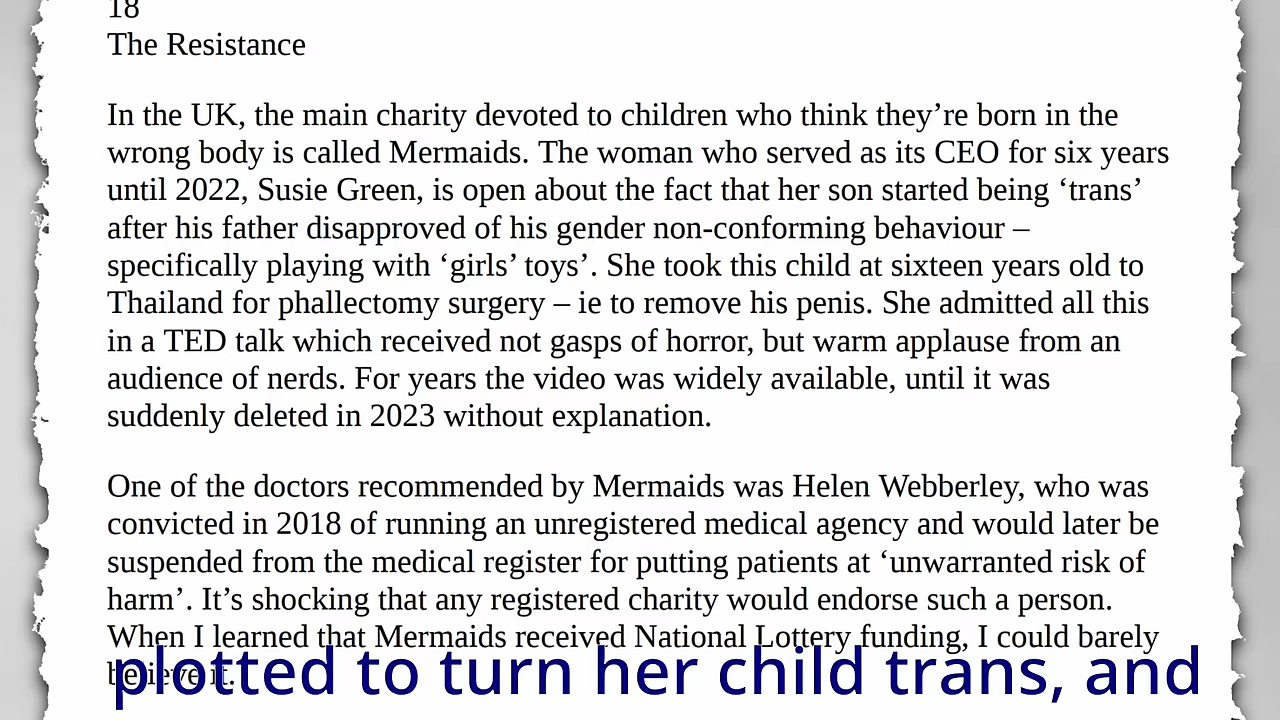 18
The Resistance
In the UK, the main charity devoted to children who think they’re born in the
wrong body is called Mermaids. The woman who served as its CEO for six years
until 2022, Susie Green, is open about the fact that her son started being ‘trans’
after his father disapproved of his gender non-conforming behaviour –
specifically playing with ‘girls’ toys’. She took this child at sixteen years old to
Thailand for phallectomy surgery – ie to remove his penis. She admitted all this
in a TED talk which received not gasps of horror, but warm applause from an
audience of nerds. For years the video was widely available, until it was
suddenly deleted in 2023 without explanation.
One of the doctors recommended by Mermaids was Helen Webberley, who was
convicted in 2018 of running an unregistered medical agency and would later be
suspended from the medical register for putting patients at ‘unwarranted risk of
harm’. It’s shocking that any registered charity would endorse such a person.
When I learned that Mermaids received National Lottery funding, I could barely
believe it.
plotted to turn her child trans, and